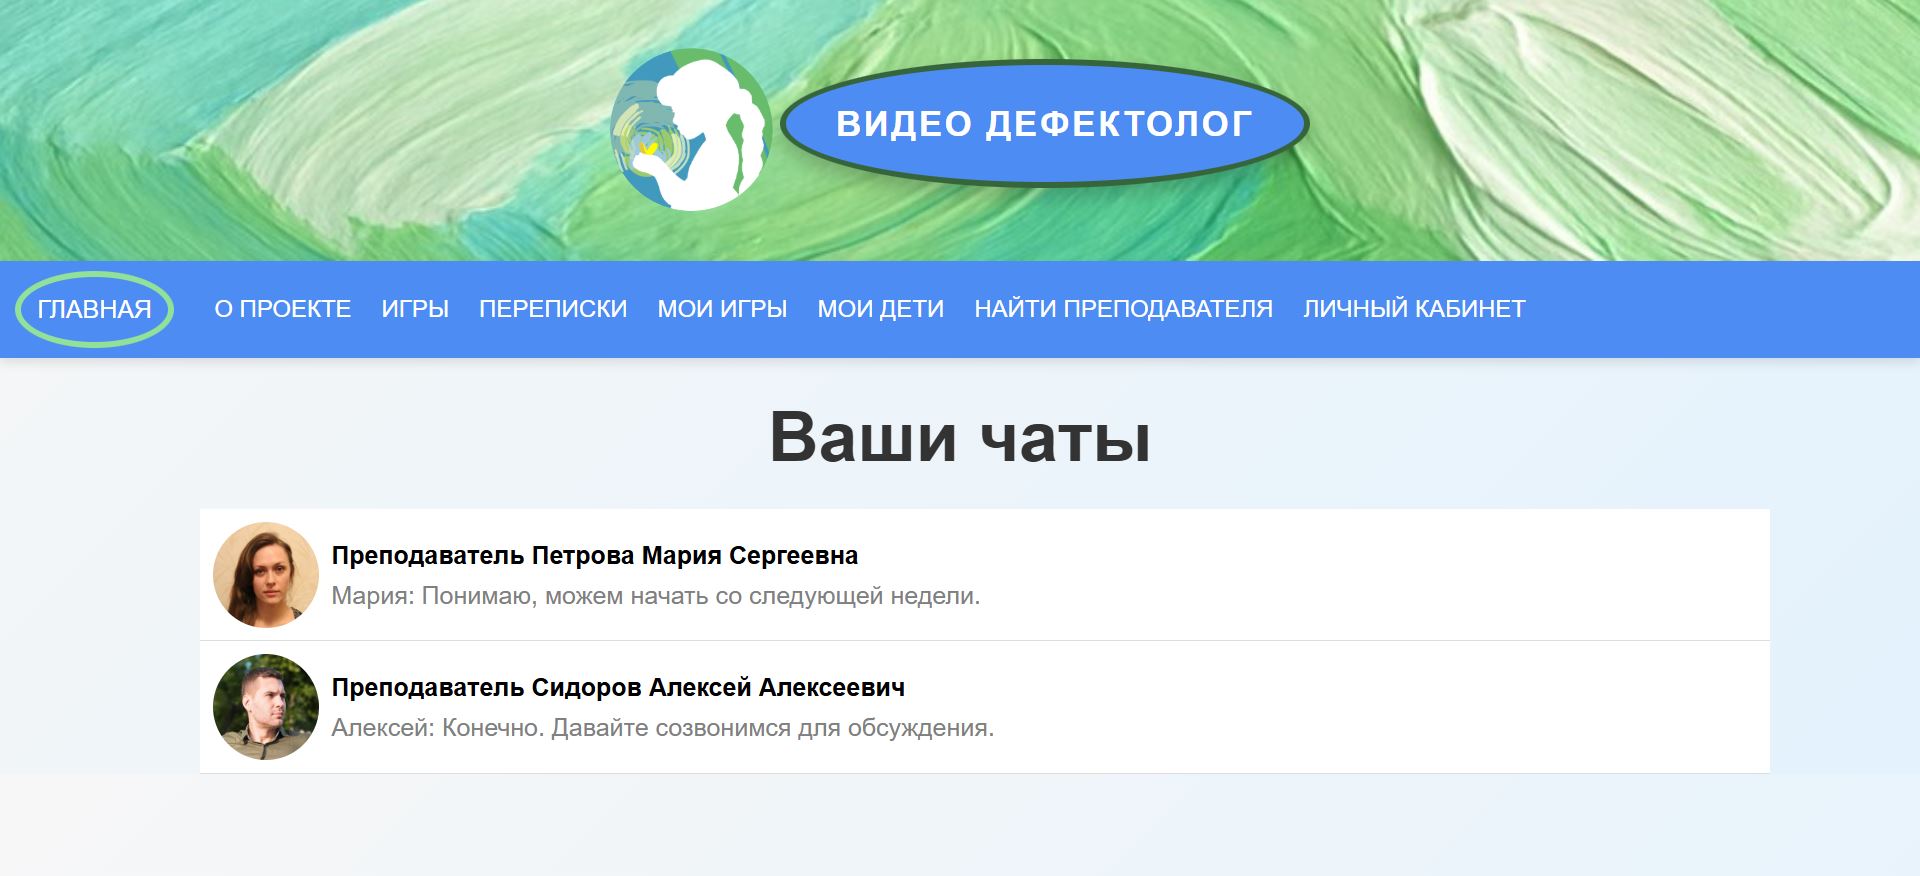 ВИДЕО ДЕФЕКТОЛОГ
ГЛАВНАЯ О ПРОЕКТЕ ИГРЫ ПЕРЕПИСКИ МОИ ИГРЫ МОИ ДЕТИ НАЙТИ ПРЕПОДАВАТЕЛЯ ЛИЧНЫЙ КАБИНЕТ
Ваши чаты
Преподаватель Петрова Мария Сергеевна
Мария: Понимаю, можем начать со следующей недели.
Преподаватель Сидоров Алексей Алексеевич
Алексей: Конечно. Давайте созвонимся для обсуждения.